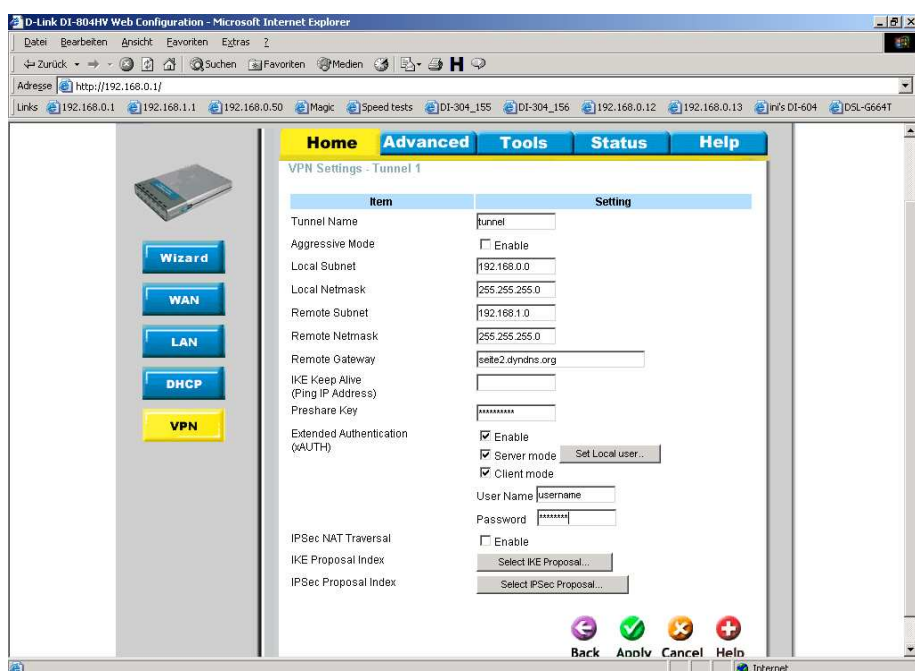 D-Link DI-804HV Web Configuration - Microsoft Internet Explorer
Datei Bearbeiten Ansicht Favoriten Extras ?
Zurück Suchen Favoriten Medien
Adresse http://192.168.0.1/
Links 192.168.0.1 192.168.1.1 192.168.0.50 Magic Speed tests DI-304_155 DI-304_156 192.168.0.12 192.168.0.13 ini's DI-604 DSL-G664T
Home Advanced Tools Status Help
VPN Settings - Tunnel 1
Item Setting
Tunnel Name tunnel
Aggressive Mode Enable
Wizard
Local Subnet 192.168.0.0
Local Netmask 255.255.255.0
WAN
Remote Subnet 192.168.1.0
Remote Netmask 255.255.255.0
LAN
Remote Gateway seite2.dyndns.org
IKE Keep Alive
(Ping IP Address)
DHCP
Preshare Key **********
VPN
Extended Authentication
(xAUTH)
Enable
Server mode Set Local user..
Client mode
User Name username
Password ********
IPSec NAT Traversal Enable
IKE Proposal Index Select IKE Proposal...
IPSec Proposal Index Select IPSec Proposal...
Back Apply Cancel Help
Internet